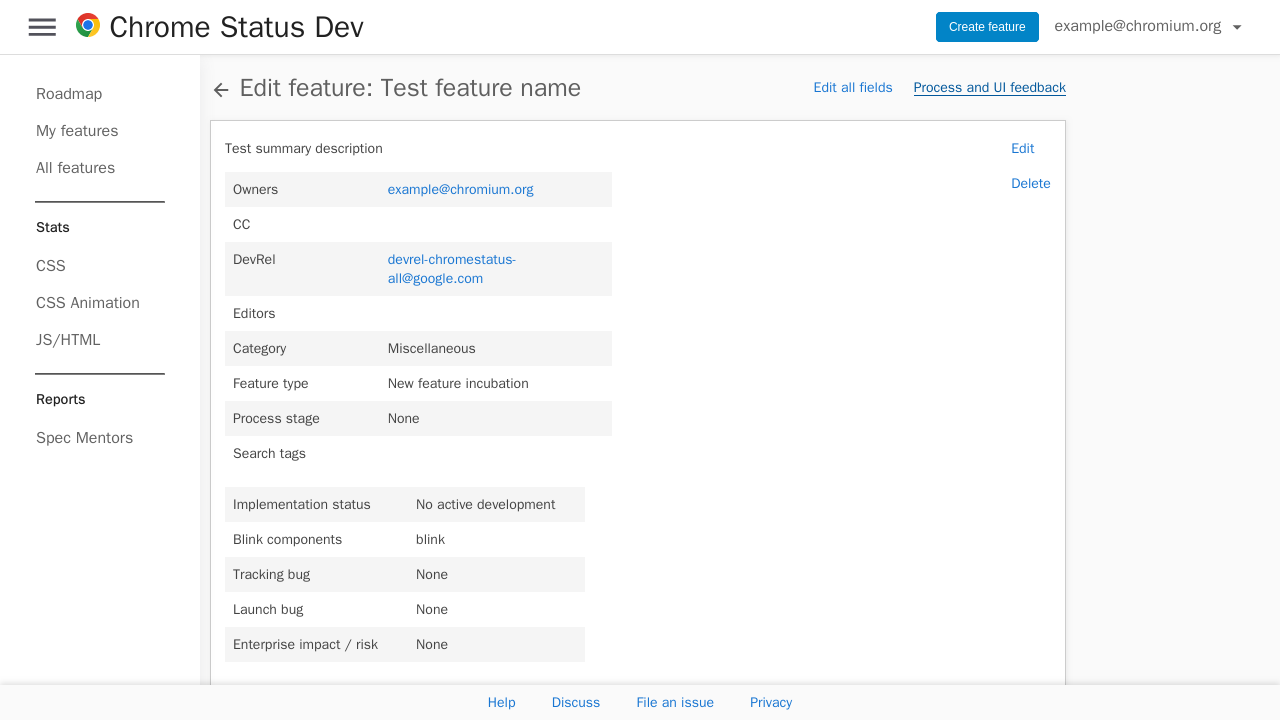 Chrome Status Dev
Create feature
example@chromium.org
Roadmap
My features
All features
Stats
CSS
CSS Animation
JS/HTML
Reports
Spec Mentors
Edit feature: Test feature name
Edit all fields
Process and UI feedback
Test summary description
Edit
Delete
Owners example@chromium.org
CC
DevRel devrel-chromestatus-
all@google.com
Editors
Category Miscellaneous
Feature type New feature incubation
Process stage None
Search tags
Implementation status No active development
Blink components blink
Tracking bug None
Launch bug None
Enterprise impact / risk None
Help Discuss File an issue Privacy